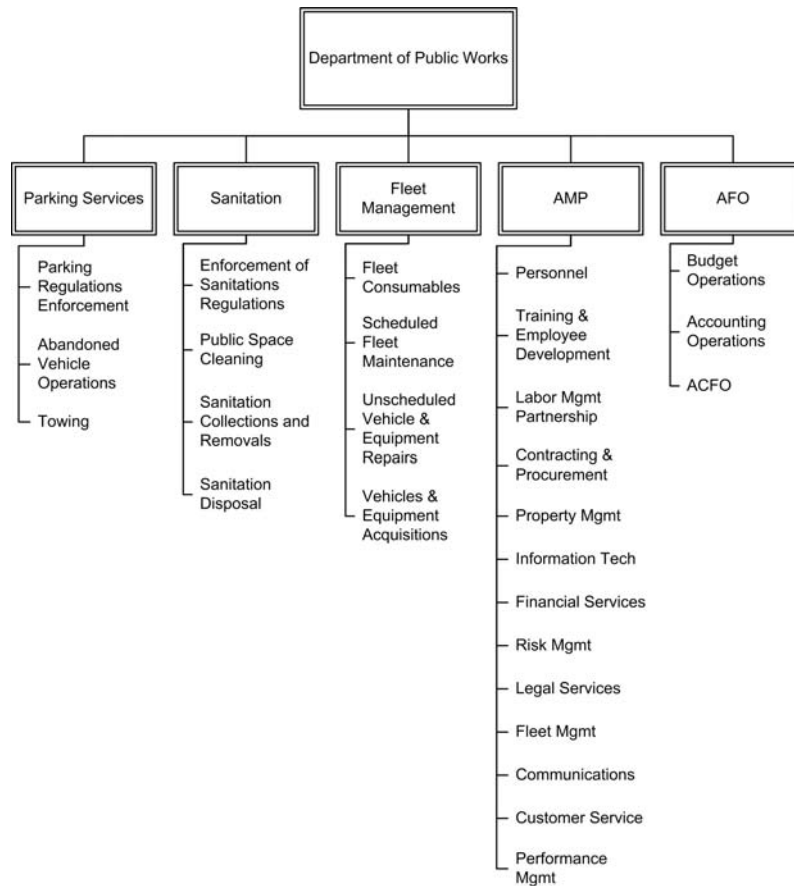 Department of Public Works
Parking Services
Sanitation
Fleet
Management
AMP
AFO
Parking
Regulations
Enforcement
Abandoned
Vehicle
Operations
Towing
Enforcement of
Sanitations
Regulations
Public Space
Cleaning
Sanitation
Collections and
Removals
Sanitation
Disposal
Fleet
Consumables
Scheduled
Fleet
Maintenance
Unscheduled
Vehicle &
Equipment
Repairs
Vehicles &
Equipment
Acquisitions
Personnel
Training &
Employee
Development
Labor Mgmt
Partnership
Contracting &
Procurement
Property Mgmt
Information Tech
Financial Services
Risk Mgmt
Legal Services
Fleet Mgmt
Communications
Customer Service
Performance
Mgmt
Budget
Operations
Accounting
Operations
ACFO